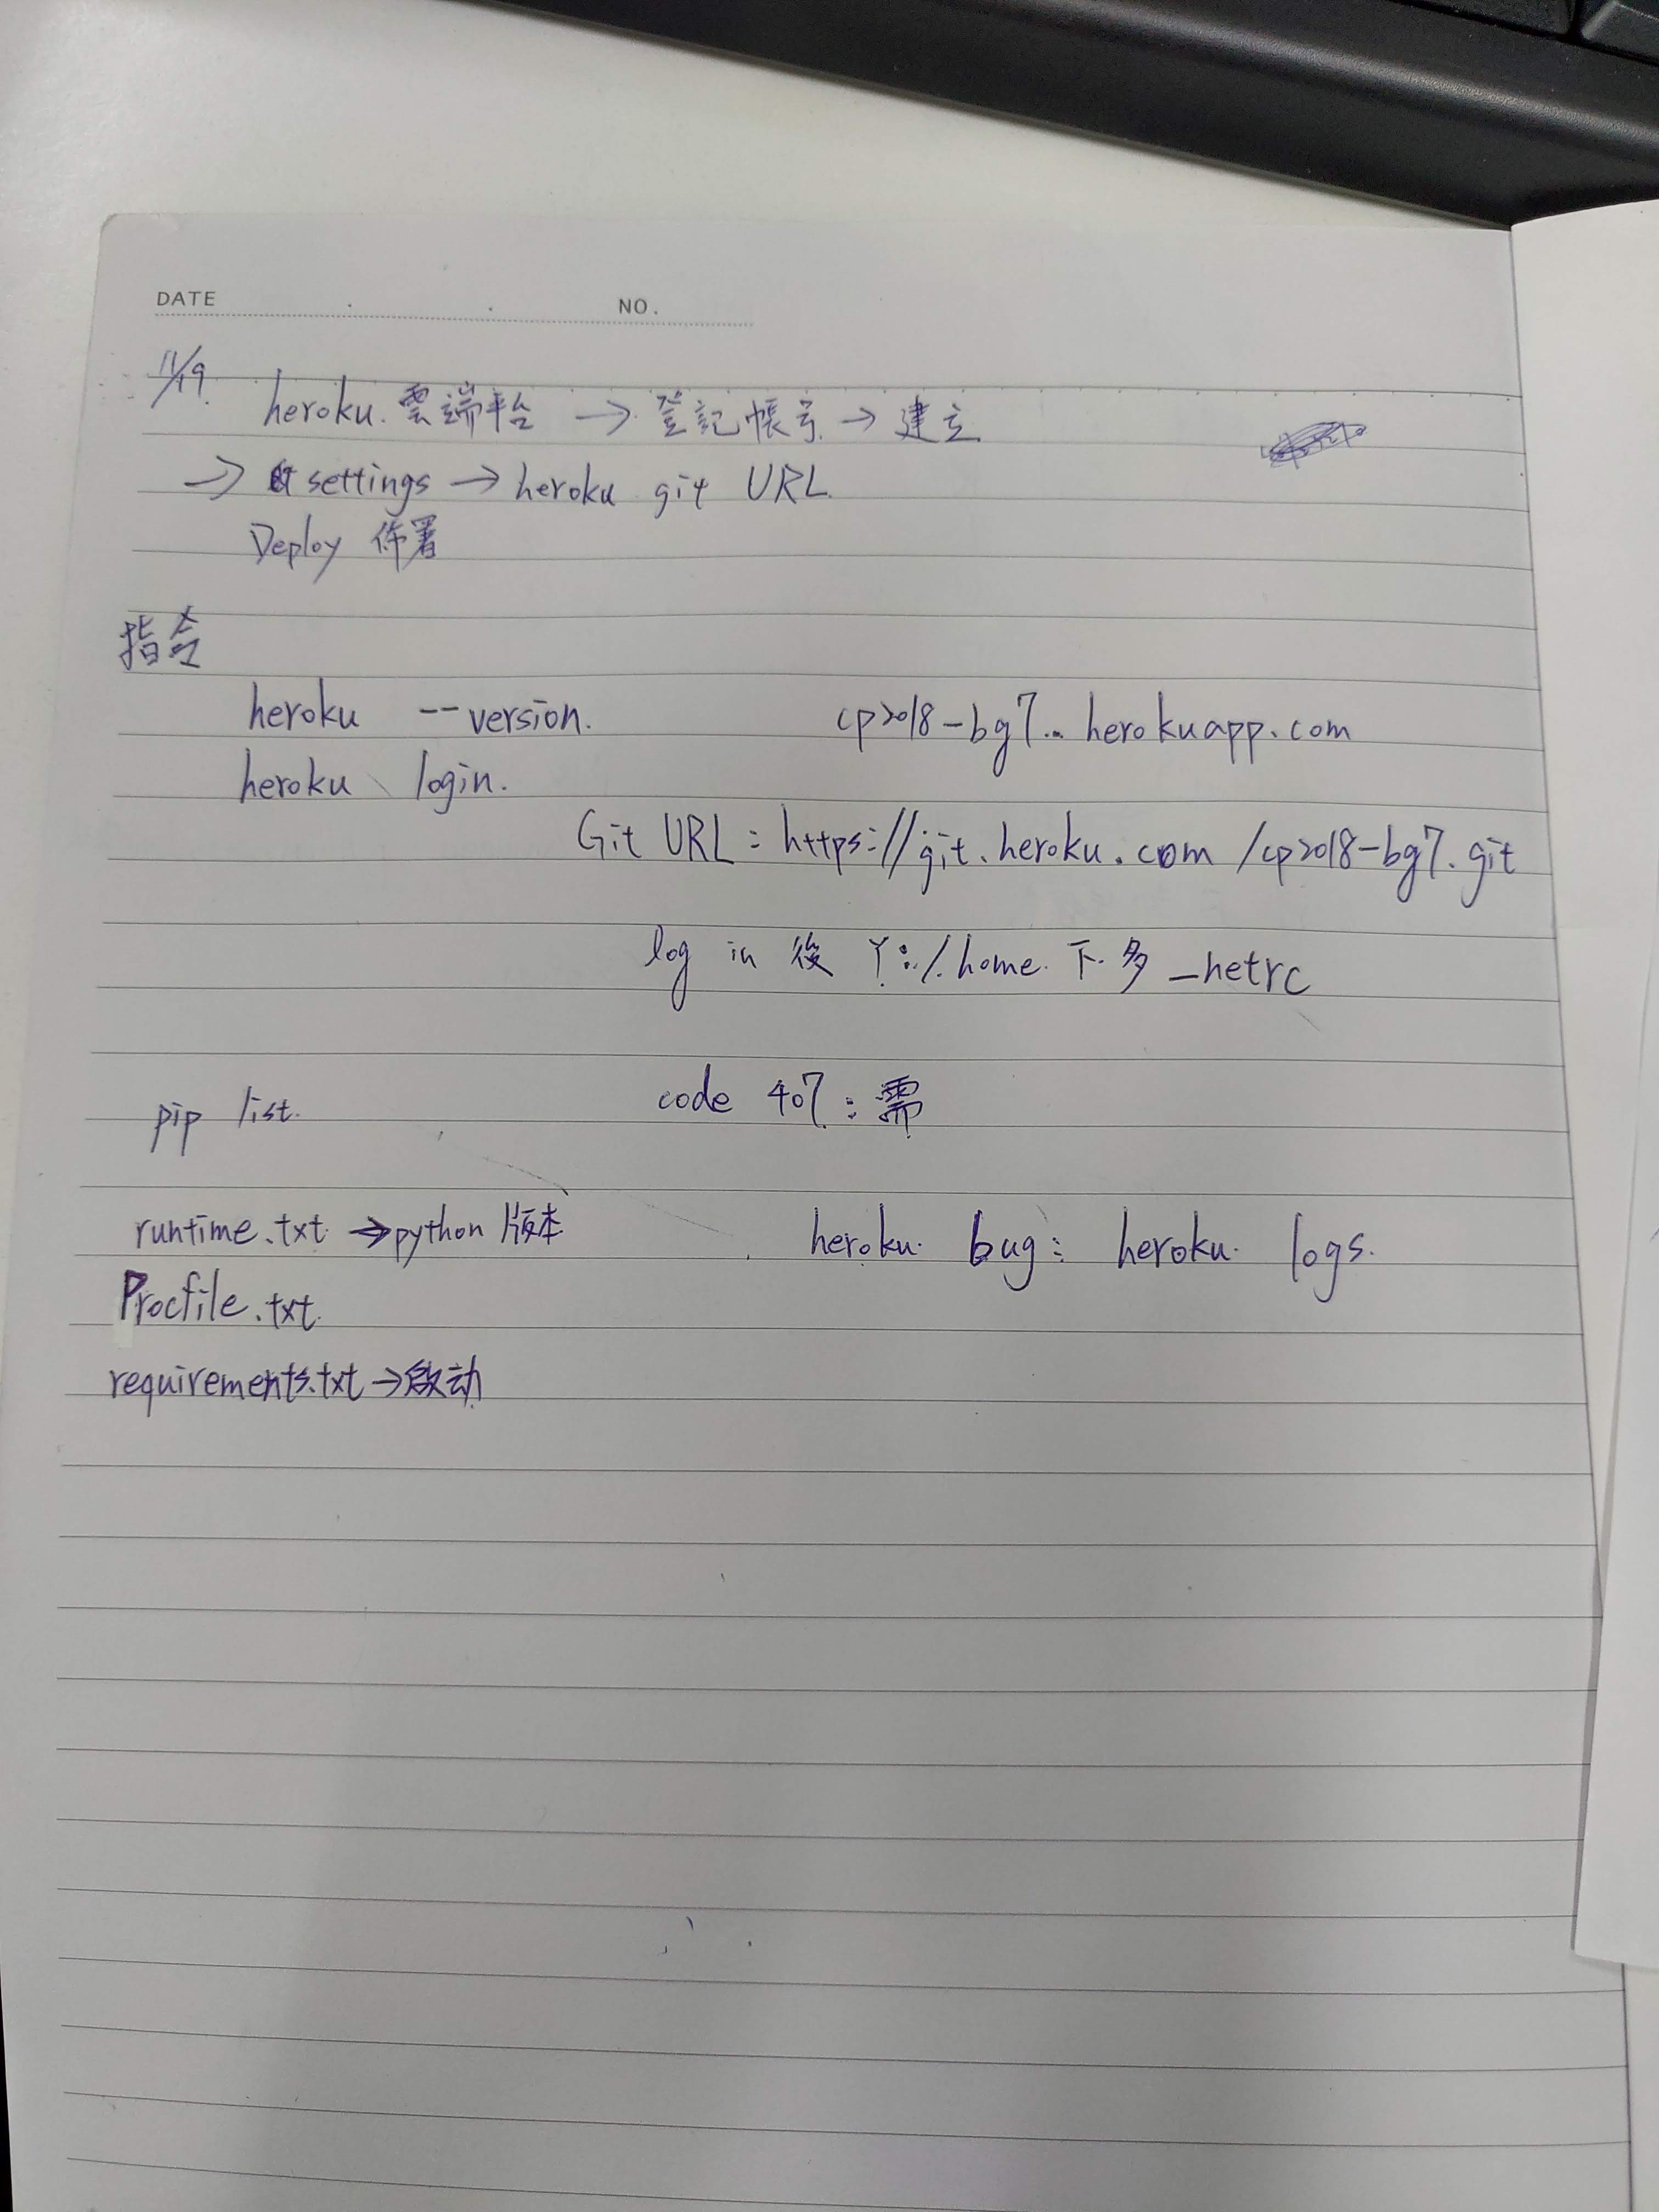 DATE . . NO.
11/19 heroku. 雲端平台 → 登記帳号 → 建立
→ settings → heroku git URL.
Deploy 佈署
指令
heroku --version. cp2018-bg7.. herokuapp.com
heroku login.
Git URL = https://git.heroku.com/cp2018-bg7.git
log in 後 Y:/.home. 下.多 _netrc
pip list. code 407 : 需
runtime.txt → python 版本 heroku bug : heroku logs.
Procfile.txt.
requirements.txt → 啟动